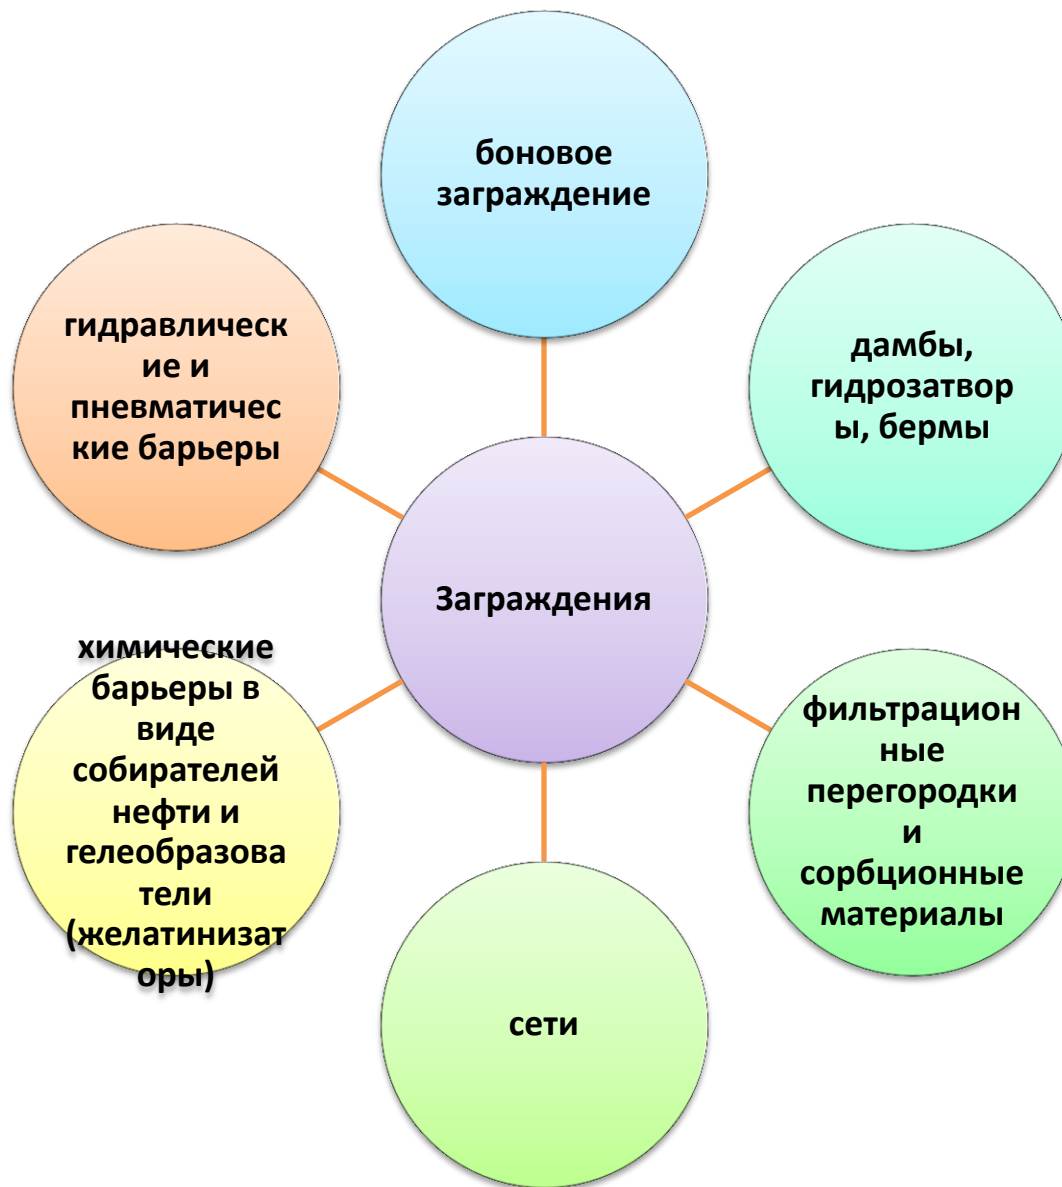 боновое
заграждение
гидравличес­к
ие и
пневматичес
кие барьеры
дамбы,
гидрозатвор
ы, бермы
Заграждения
химические
барьеры в
виде
собирателей
нефти и
гелеобразова
тели
(желатинизат
оры)
фильтрацион
ные
перегородки
и
сорбционные
материалы
сети